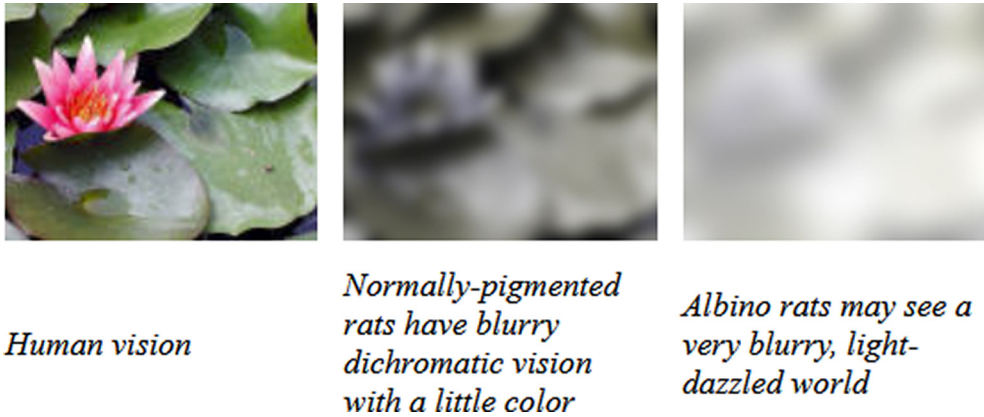 Human vision
Normally-pigmented
rats have blurry
dichromatic vision
with a little color
Albino rats may see a
very blurry, light-
dazzled world